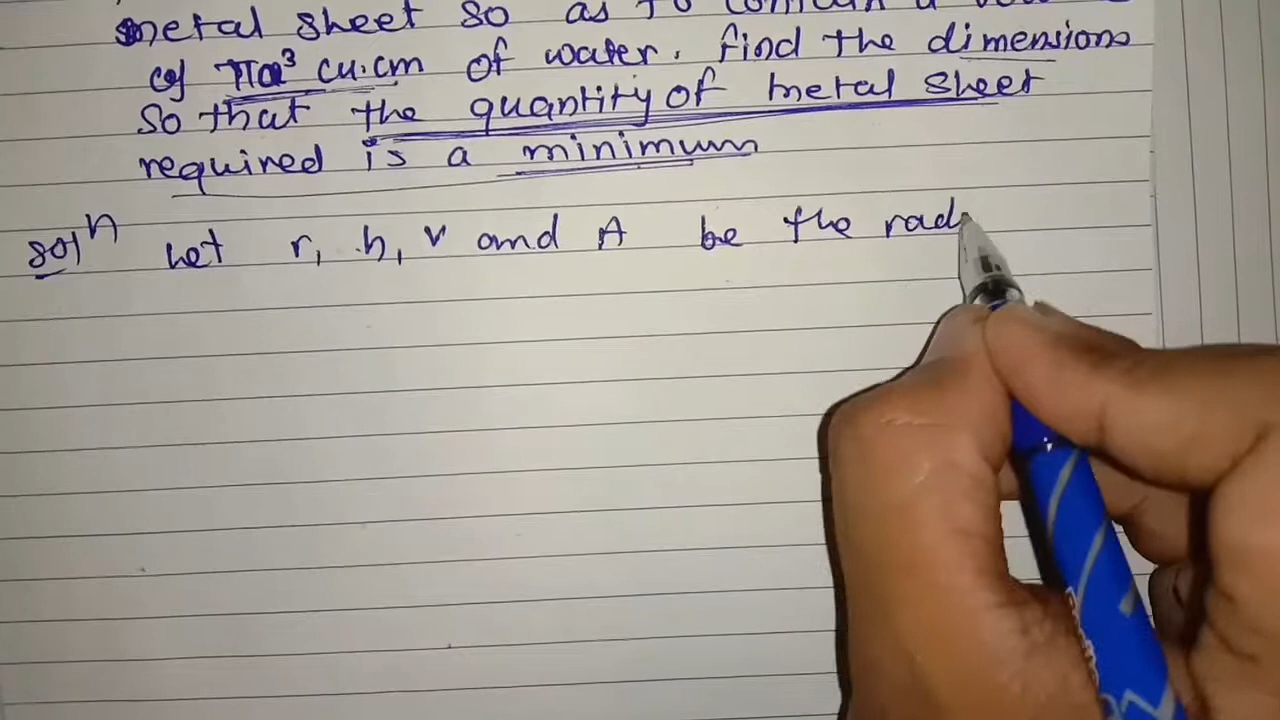 metal sheet so as to contain a
of πa³ cu.cm of water. find the dimensions
So that the quantity of metal sheet
required is a minimum
solⁿ Let r, h, v and A be the rad